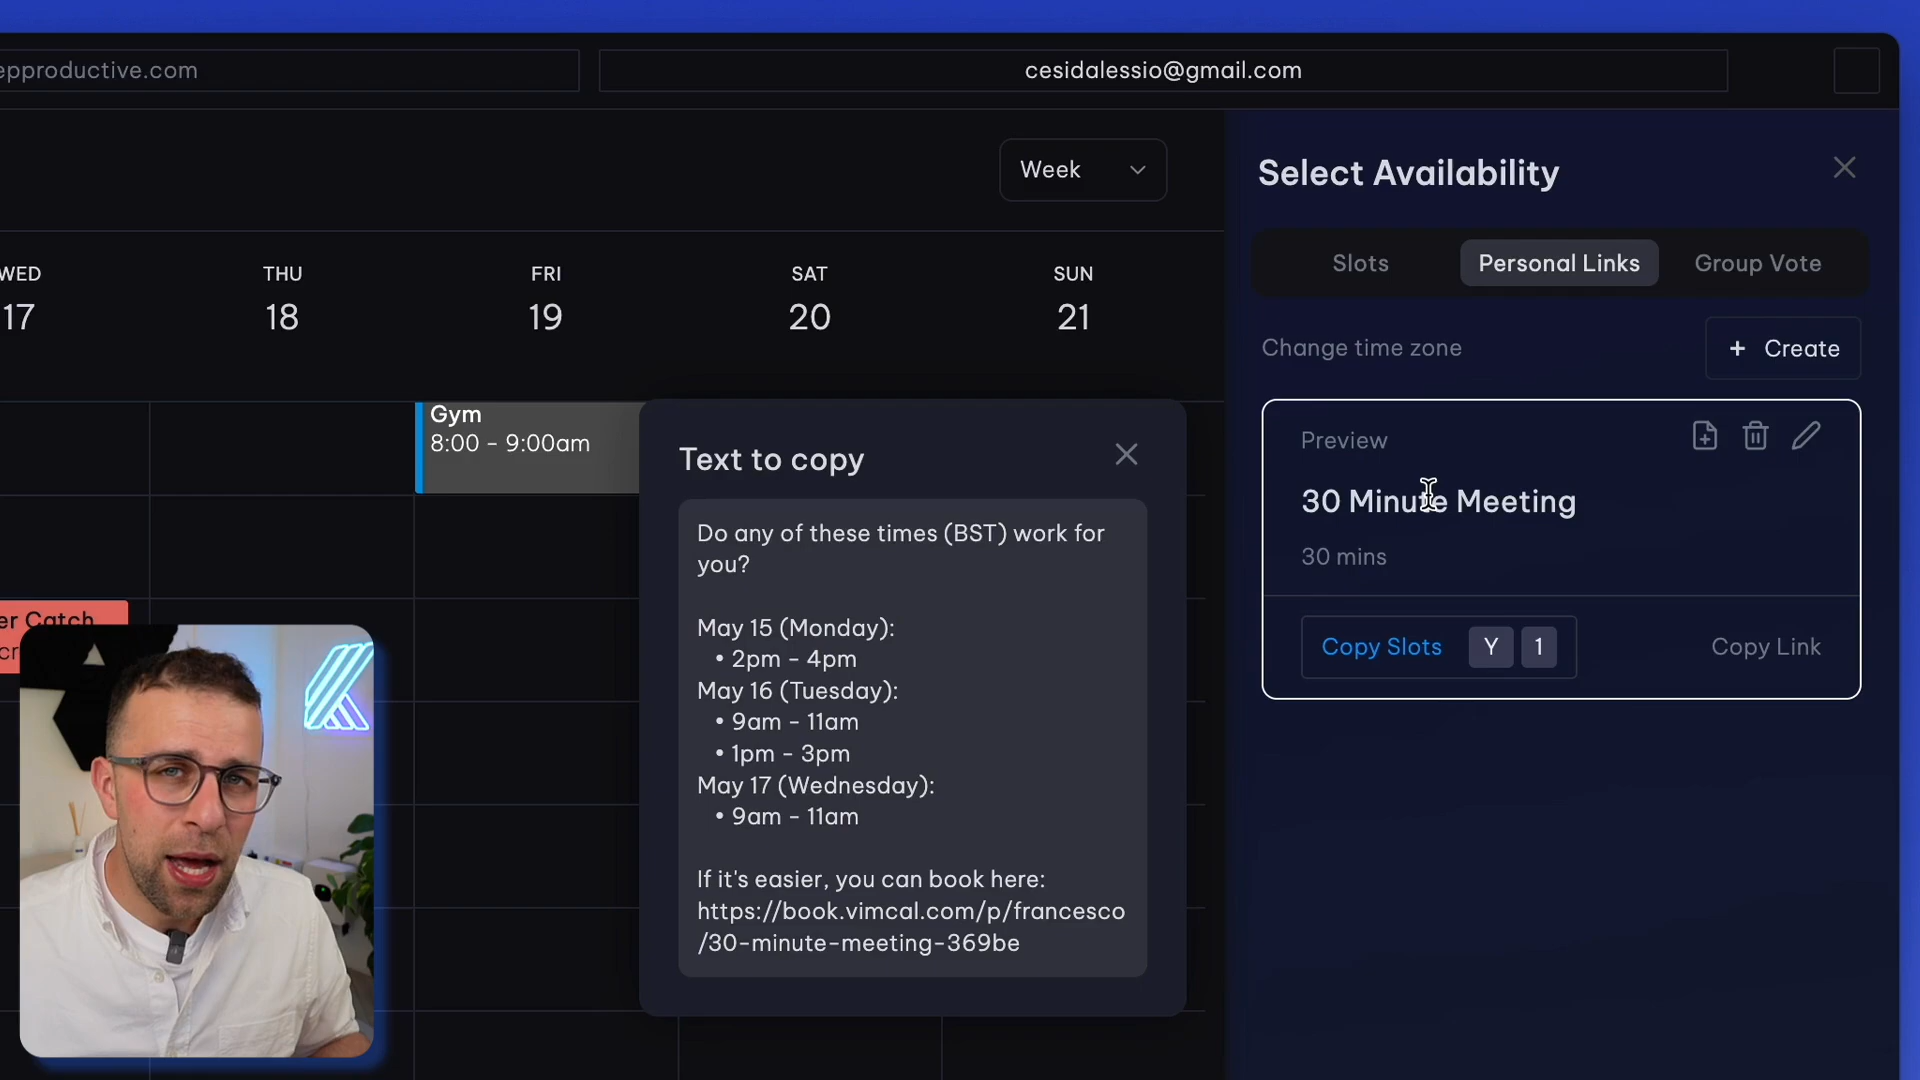 epproductive.com
cesidalessio@gmail.com
Week
Select Availability
Slots Personal Links Group Vote
Change time zone
+ Create
WED THU FRI SAT SUN
17 18 19 20 21
Gym
8:00 - 9:00am
er Catch
cr
Text to copy
Do any of these times (BST) work for
you?
May 15 (Monday):
• 2pm - 4pm
May 16 (Tuesday):
• 9am - 11am
• 1pm - 3pm
May 17 (Wednesday):
• 9am - 11am
If it's easier, you can book here:
https://book.vimcal.com/p/francesco
/30-minute-meeting-369be
Preview
30 Minute Meeting
30 mins
Copy Slots Y 1
Copy Link